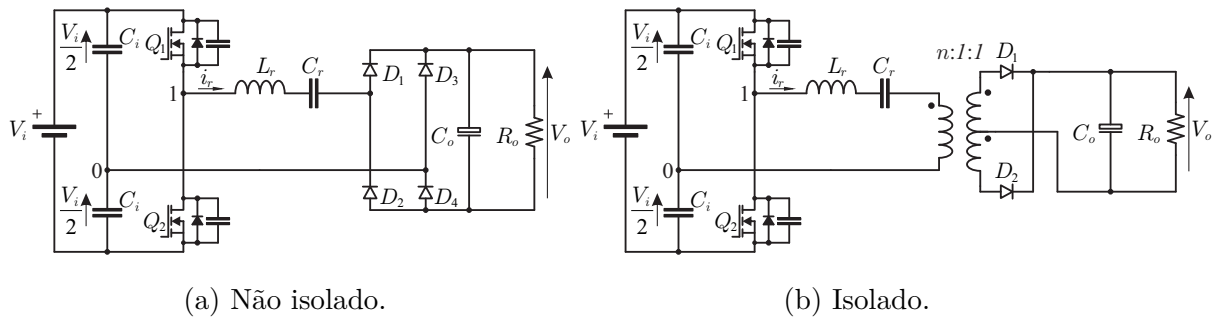 V_i/2
C_i
Q_1
L_r
C_r
i_r
1
D_1
D_3
+
V_i
C_o
R_o
V_o
0
D_2
D_4
V_i/2
C_i
Q_2
(a) Não isolado.
V_i/2
C_i
Q_1
L_r
C_r
i_r
1
n:1:1
D_1
+
V_i
C_o
R_o
V_o
0
D_2
V_i/2
C_i
Q_2
(b) Isolado.